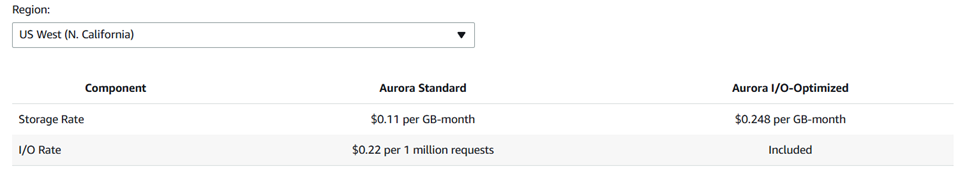 Region:
US West (N. California)
Component Aurora Standard Aurora I/O-Optimized
Storage Rate $0.11 per GB-month $0.248 per GB-month
I/O Rate $0.22 per 1 million requests Included